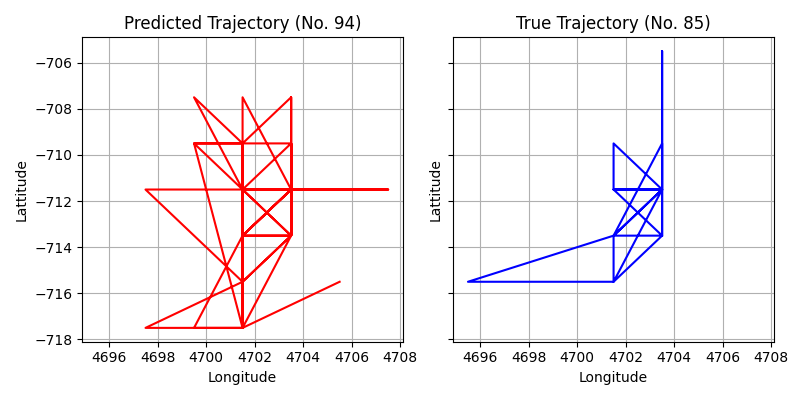 Predicted Trajectory (No. 94)
True Trajectory (No. 85)
−706
−708
−710
−712
−714
−716
−718
Lattitude
Lattitude
4696 4698 4700 4702 4704 4706 4708
4696 4698 4700 4702 4704 4706 4708
Longitude
Longitude